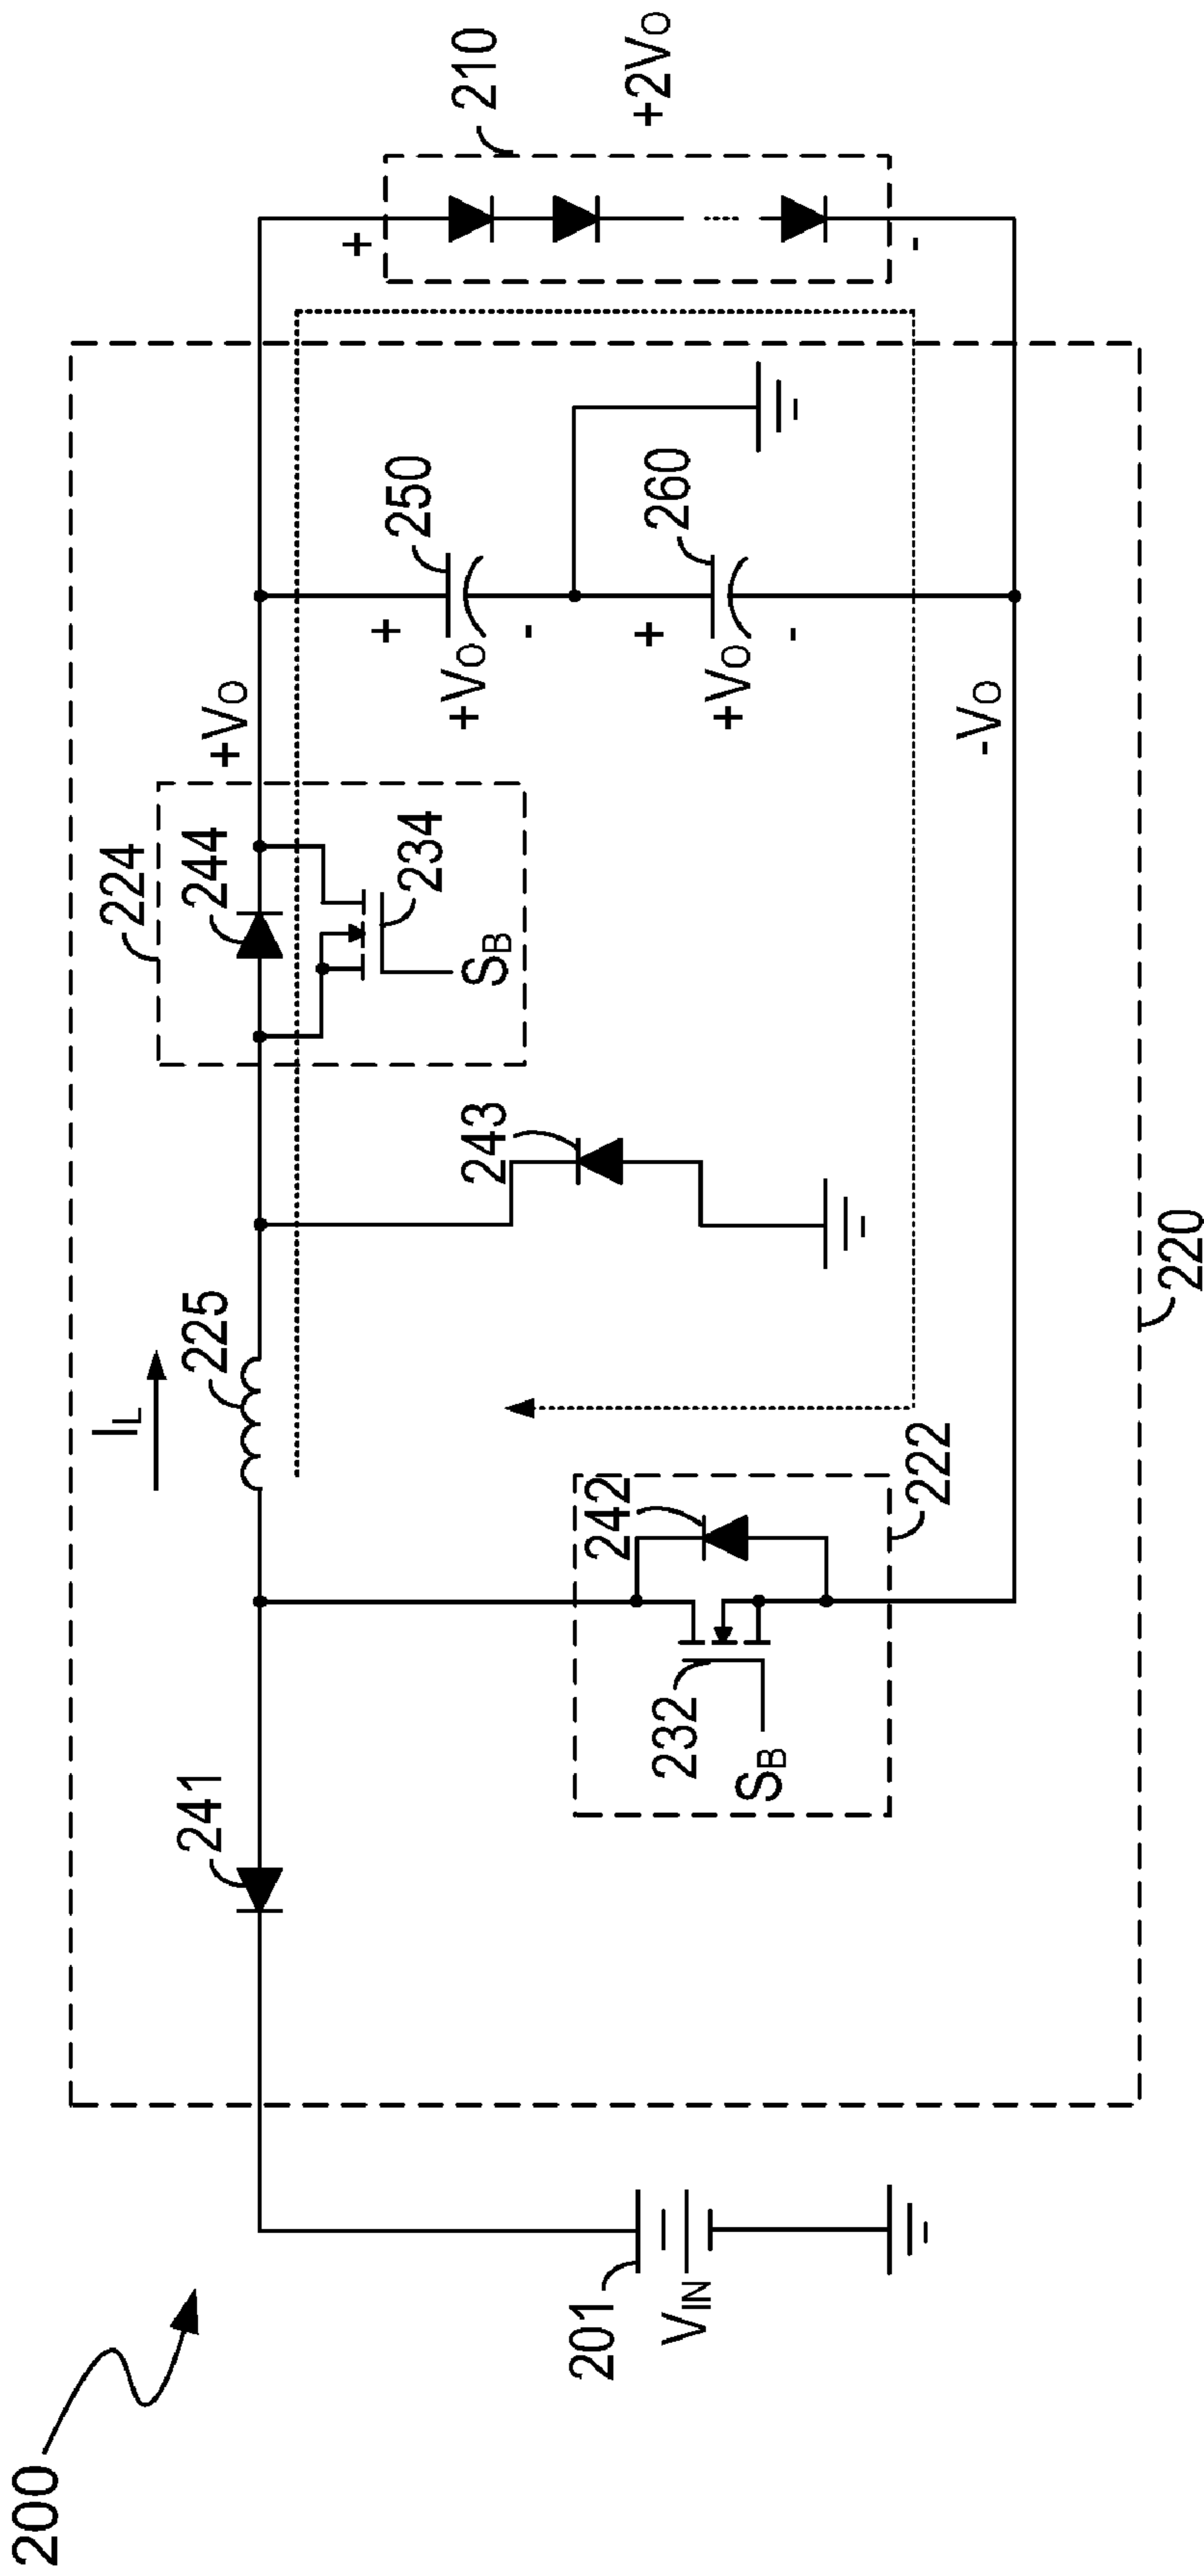 200
201
V_IN
241
I_L
225
232
S_B
242
222
243
224
244
234
S_B
+V_O
+
250
+V_O
-
+
260
+V_O
-
-V_O
+
210
+2V_O
-
220